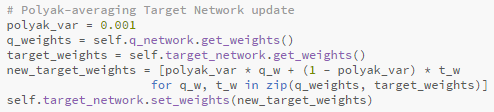 # Polyak-averaging Target Network update
polyak_var = 0.001
q_weights = self.q_network.get_weights()
target_weights = self.target_network.get_weights()
new_target_weights = [polyak_var * q_w + (1 - polyak_var) * t_w
for q_w, t_w in zip(q_weights, target_weights)]
self.target_network.set_weights(new_target_weights)